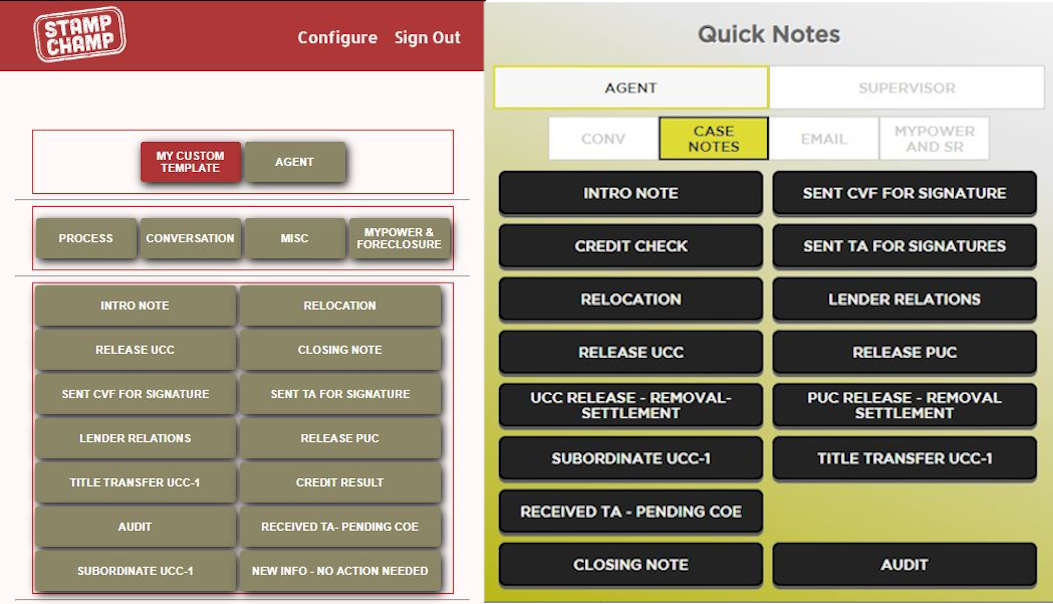 STAMP
CHAMP
Configure Sign Out
MY CUSTOM
TEMPLATE
AGENT
PROCESS
CONVERSATION
MISC
MYPOWER &
FORECLOSURE
INTRO NOTE
RELOCATION
RELEASE UCC
CLOSING NOTE
SENT CVF FOR SIGNATURE
SENT TA FOR SIGNATURE
LENDER RELATIONS
RELEASE PUC
TITLE TRANSFER UCC-1
CREDIT RESULT
AUDIT
RECEIVED TA- PENDING COE
SUBORDINATE UCC-1
NEW INFO - NO ACTION NEEDED
Quick Notes
AGENT
SUPERVISOR
CONV
CASE
NOTES
EMAIL
MYPOWER
AND SR
INTRO NOTE
SENT CVF FOR SIGNATURE
CREDIT CHECK
SENT TA FOR SIGNATURES
RELOCATION
LENDER RELATIONS
RELEASE UCC
RELEASE PUC
UCC RELEASE - REMOVAL-
SETTLEMENT
PUC RELEASE - REMOVAL
SETTLEMENT
SUBORDINATE UCC-1
TITLE TRANSFER UCC-1
RECEIVED TA - PENDING COE
CLOSING NOTE
AUDIT